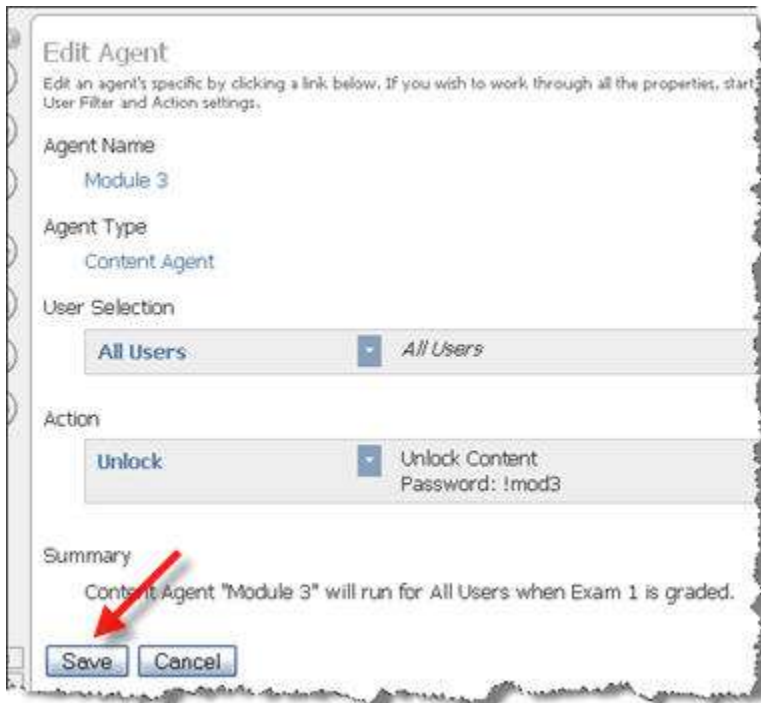 Edit Agent
Edit an agent's specific by clicking a link below. If you wish to work through all the properties, start
User Filter and Action settings.
Agent Name
Module 3
Agent Type
Content Agent
User Selection
All Users All Users
Action
Unlock Unlock Content
Password: !mod3
Summary
Content Agent "Module 3" will run for All Users when Exam 1 is graded.
Save Cancel